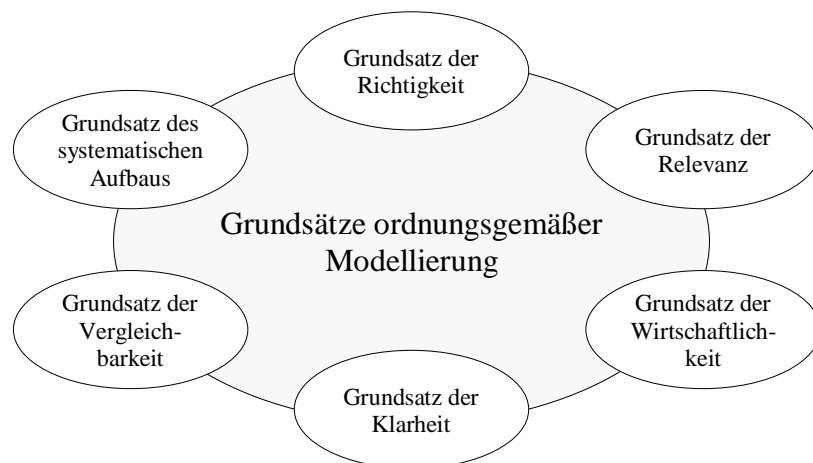 Grundsatz der
Richtigkeit
Grundsatz des
systematischen
Aufbaus
Grundsatz der
Relevanz
Grundsätze ordnungsgemäßer
Modellierung
Grundsatz der
Vergleich-
barkeit
Grundsatz der
Wirtschaftlich-
keit
Grundsatz der
Klarheit